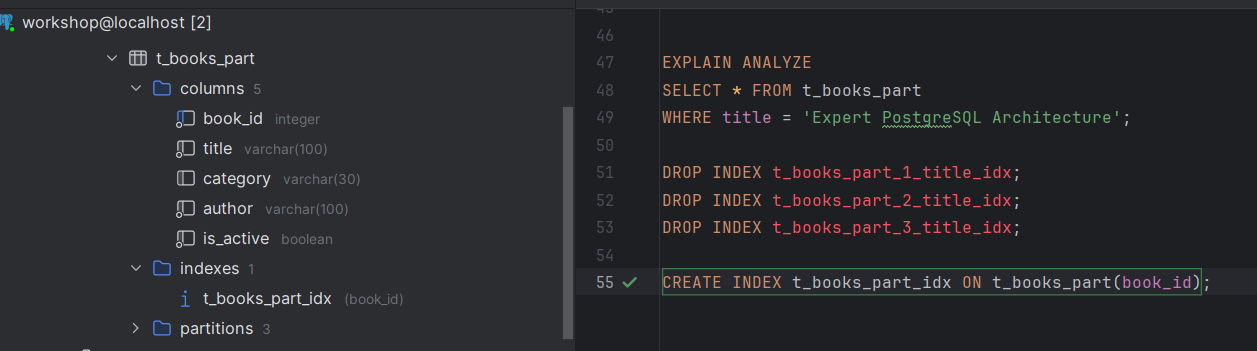 workshop@localhost [2]
t_books_part
columns 5
book_id integer
title varchar(100)
category varchar(30)
author varchar(100)
is_active boolean
indexes 1
t_books_part_idx (book_id)
partitions 3
46
47 EXPLAIN ANALYZE
48 SELECT * FROM t_books_part
49 WHERE title = 'Expert PostgreSQL Architecture';
50
51 DROP INDEX t_books_part_1_title_idx;
52 DROP INDEX t_books_part_2_title_idx;
53 DROP INDEX t_books_part_3_title_idx;
54
55 CREATE INDEX t_books_part_idx ON t_books_part(book_id);